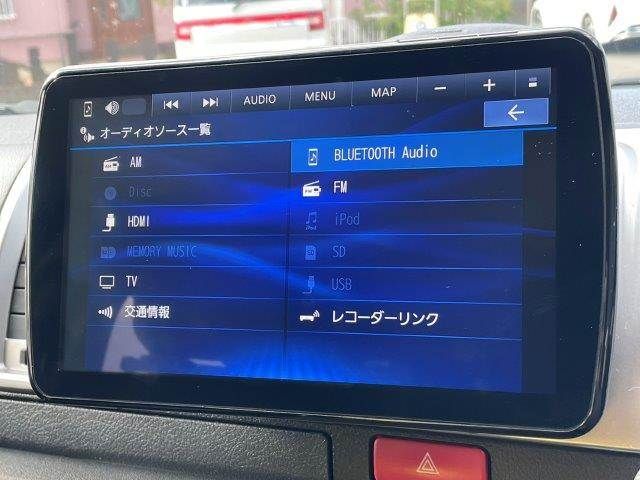 AUDIO MENU MAP
オーディオソース一覧
AM
BLUETOOTH Audio
Disc
FM
HDMI
iPod
MEMORY MUSIC
SD
TV
USB
交通情報
レコーダーリンク